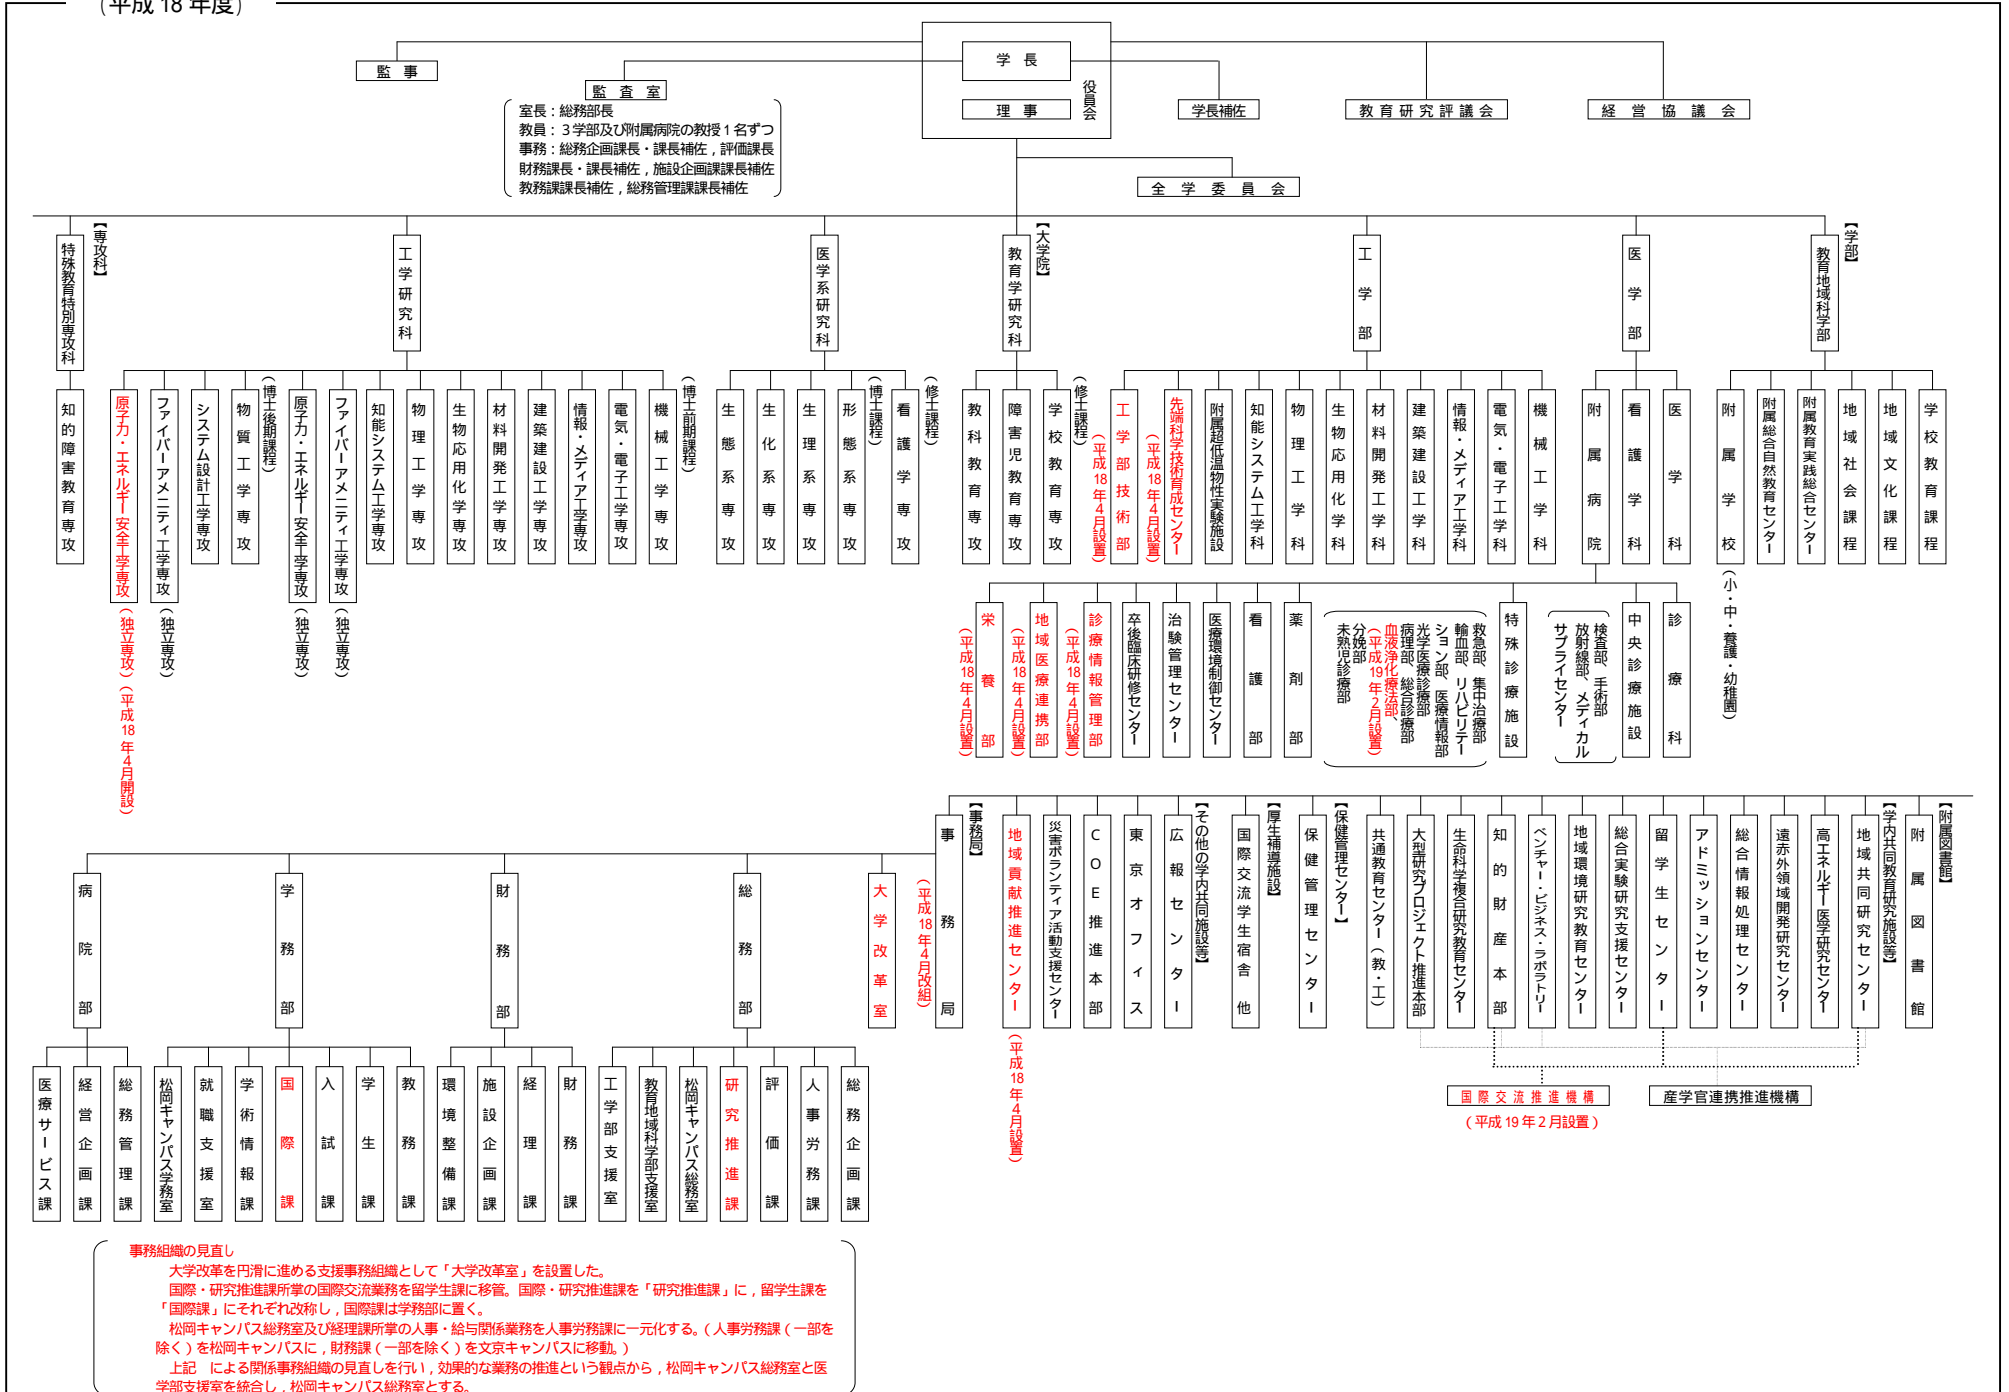 （平成 18 年度）
学長
理事
役員会
監事
監査室
室長：総務部長
教員：３学部及び附属病院の教授１名ずつ
事務：総務企画課長・課長補佐，評価課長
財務課長・課長補佐，施設企画課課長補佐
教務課課長補佐，総務管理課課長補佐
学長補佐
教育研究評議会
経営協議会
全学委員会
【学部】
教育地域科学部
学校教育課程
地域文化課程
地域社会課程
附属教育実践総合センター
附属総合自然教育センター
附属学校
（小・中・養護・幼稚園）
医学部
医学科
看護学科
附属病院
診療科
中央診療施設
検査部、手術部
放射線部、メディカル
サプライセンター
特殊診療施設
救急部、集中治療部
輸血部、リハビリテー
ション部、医療情報部
光学医療診療部
病理部、総合診療部
血液浄化療法部、
（平成19年２月設置）
分娩部
未熟児診療部
薬剤部
看護部
医療環境制御センター
治験管理センター
卒後臨床研修センター
診療情報管理部
（平成18年４月設置）
地域医療連携部
（平成18年４月設置）
栄養部
（平成18年４月設置）
工学部
機械工学科
電気・電子工学科
情報・メディア工学科
建築建設工学科
材料開発工学科
生物応用化学科
物理工学科
知能システム工学科
附属超低温物性実験施設
先端科学技術育成センター
（平成18年４月設置）
工学部技術部
（平成18年４月設置）
【大学院】
教育学研究科
（修士課程）
学校教育専攻
障害児教育専攻
教科教育専攻
医学系研究科
（修士課程）
看護学専攻
（博士課程）
形態系専攻
生理系専攻
生化系専攻
生態系専攻
工学研究科
（博士前期課程）
機械工学専攻
電気・電子工学専攻
情報・メディア工学専攻
建築建設工学専攻
材料開発工学専攻
生物応用化学専攻
物理工学専攻
知能システム工学専攻
ファイバーアメニティ工学専攻
（独立専攻）
原子力・エネルギー安全工学専攻
（独立専攻）
（博士後期課程）
物質工学専攻
システム設計工学専攻
ファイバーアメニティ工学専攻
（独立専攻）
原子力・エネルギー安全工学専攻
（独立専攻）（平成18年４月開設）
【専攻科】
特殊教育特別専攻科
知的障害教育専攻
【附属図書館】
附属図書館
【学内共同教育研究施設等】
地域共同研究センター
高エネルギー医学研究センター
遠赤外領域開発研究センター
総合情報処理センター
アドミッションセンター
留学生センター
総合実験研究支援センター
地域環境研究教育センター
ベンチャー・ビジネス・ラボラトリー
知的財産本部
生命科学複合研究教育センター
大型研究プロジェクト推進本部
共通教育センター（教・工）
国際交流推進機構
（平成 19 年２月設置）
産学官連携推進機構
【保健管理センター】
保健管理センター
【厚生補導施設】
国際交流学生宿舎他
【その他の学内共同施設等】
広報センター
東京オフィス
ＣＯＥ推進本部
災害ボランティア活動支援センター
地域貢献推進センター
（平成18年４月設置）
【事務局】
事務局
（平成18年４月改組）
大学改革室
総務部
総務企画課
人事労務課
評価課
研究推進課
松岡キャンパス総務室
教育地域科学部支援室
工学部支援室
財務部
財務課
経理課
施設企画課
環境整備課
学務部
教務課
学生課
入試課
国際課
学術情報課
就職支援室
松岡キャンパス学務室
病院部
総務管理課
経営企画課
医療サービス課
事務組織の見直し
大学改革を円滑に進める支援事務組織として「大学改革室」を設置した。
国際・研究推進課所掌の国際交流業務を留学生課に移管。国際・研究推進課を「研究推進課」に，留学生課を
「国際課」にそれぞれ改称し，国際課は学務部に置く。
松岡キャンパス総務室及び経理課所掌の人事・給与関係業務を人事労務課に一元化する。（人事労務課（一部を
除く）を松岡キャンパスに，財務課（一部を除く）を文京キャンパスに移動。）
上記　による関係事務組織の見直しを行い，効果的な業務の推進という観点から，松岡キャンパス総務室と医
学部支援室を統合し，松岡キャンパス総務室とする。